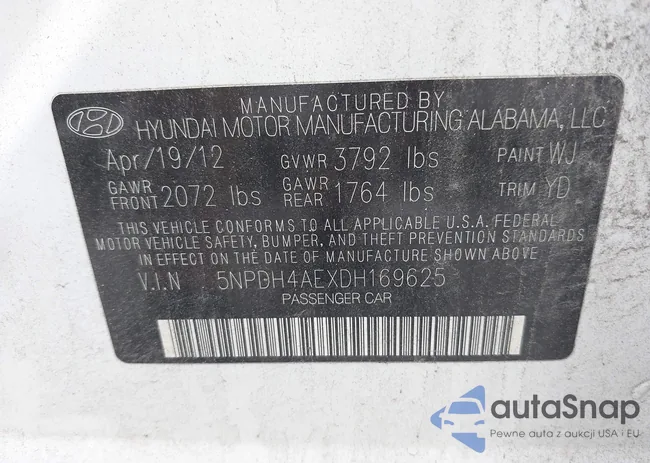 MANUFACTURED BY
HYUNDAI MOTOR MANUFACTURING ALABAMA, LLC
Apr/19/12 GVWR 3792 lbs PAINT WJ
GAWR FRONT 2072 lbs GAWR REAR 1764 lbs TRIM YD
THIS VEHICLE CONFORMS TO ALL APPLICABLE U.S.A. FEDERAL
MOTOR VEHICLE SAFETY, BUMPER, AND THEFT PREVENTION STANDARDS
IN EFFECT ON THE DATE OF MANUFACTURE SHOWN ABOVE.
V.I.N 5NPDH4AEXDH169625
PASSENGER CAR
autaSnap
Pewne auta z aukcji USA i EU